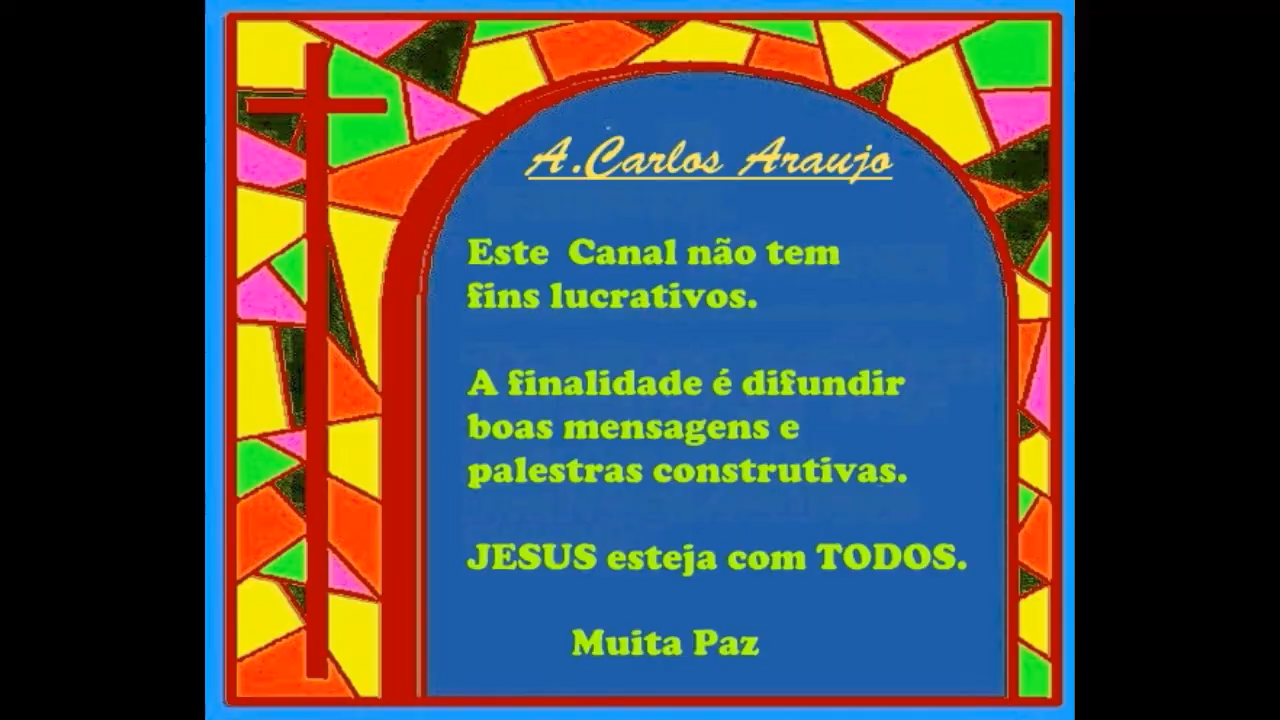 A.Carlos Araujo
Este Canal não tem
fins lucrativos.
A finalidade é difundir
boas mensagens e
palestras construtivas.
JESUS esteja com TODOS.
Muita Paz